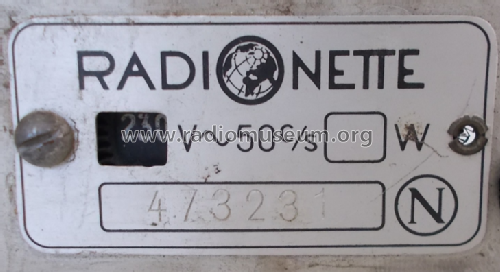 RADIONETTE
230 V~50c/s W
473231 N
www.radiomuseum.org